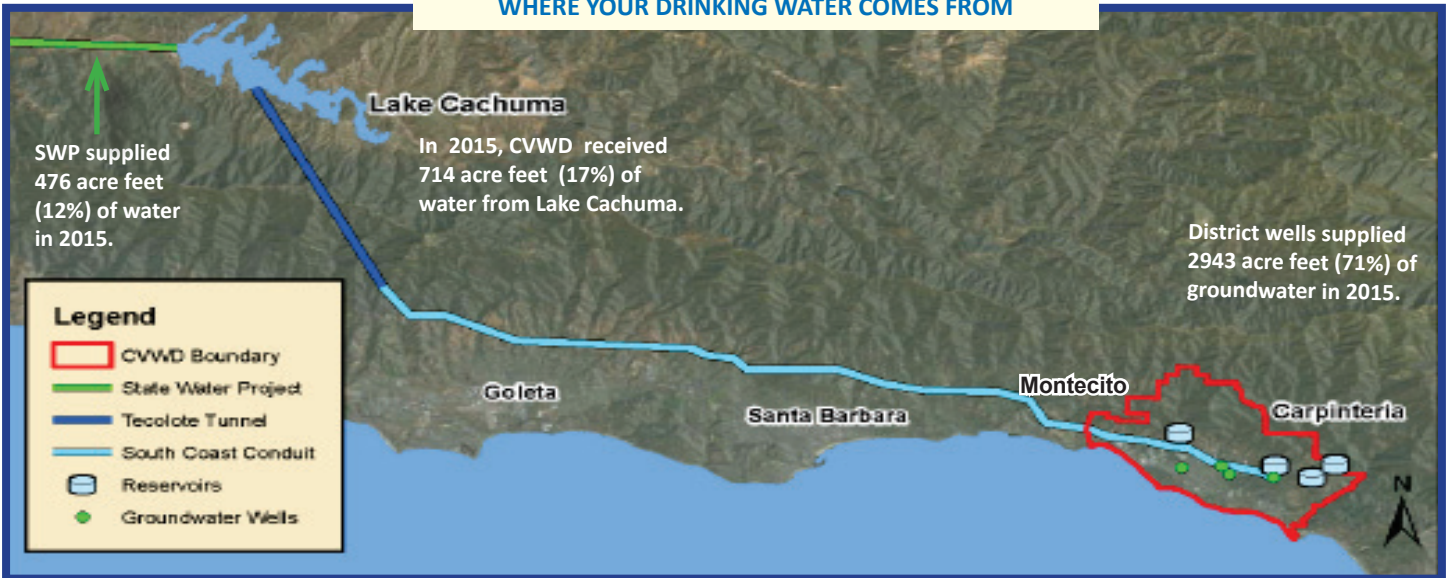 WHERE YOUR DRINKING WATER COMES FROM
Lake Cachuma
SWP supplied
476 acre feet
(12%) of water
in 2015.
In 2015, CVWD received
714 acre feet (17%) of
water from Lake Cachuma.
District wells supplied
2943 acre feet (71%) of
groundwater in 2015.
Legend
CVWD Boundary
State Water Project
Tecolote Tunnel
South Coast Conduit
Reservoirs
Groundwater Wells
Goleta
Santa Barbara
Montecito
Carpinteria
N